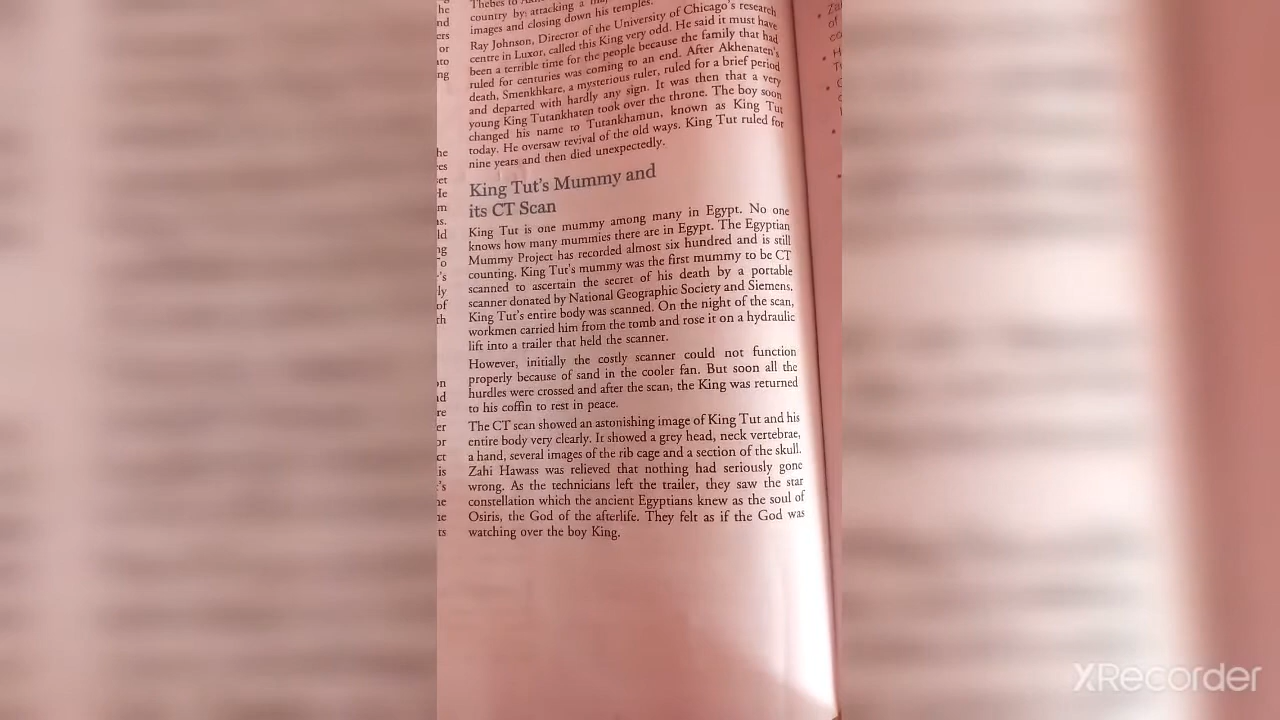 country by attacking a
images and closing down his temples.
Ray Johnson, Director of the University of Chicago's research
centre in Luxor, called this King very odd. He said it must have
been a terrible time for the people because the family that had
ruled for centuries was coming to an end. After Akhenaten's
death, Smenkhkare, a mysterious ruler, ruled for a brief period
and departed with hardly any sign. It was then that a very
young King Tutankhaten took over the throne. The boy soon
changed his name to Tutankhamun, known as King Tut
today. He oversaw revival of the old ways. King Tut ruled for
nine years and then died unexpectedly.
King Tut's Mummy and
its CT Scan
King Tut is one mummy among many in Egypt. No one
knows how many mummies there are in Egypt. The Egyptian
Mummy Project has recorded almost six hundred and is still
counting. King Tut's mummy was the first mummy to be CT
scanned to ascertain the secret of his death by a portable
scanner donated by National Geographic Society and Siemens.
King Tut's entire body was scanned. On the night of the scan,
workmen carried him from the tomb and rose it on a hydraulic
lift into a trailer that held the scanner.
However, initially the costly scanner could not function
properly because of sand in the cooler fan. But soon all the
hurdles were crossed and after the scan, the King was returned
to his coffin to rest in peace.
The CT scan showed an astonishing image of King Tut and his
entire body very clearly. It showed a grey head, neck vertebrae,
a hand, several images of the rib cage and a section of the skull.
Zahi Hawass was relieved that nothing had seriously gone
wrong. As the technicians left the trailer, they saw the star
constellation which the ancient Egyptians knew as the soul of
Osiris, the God of the afterlife. They felt as if the God was
watching over the boy King.
XRecorder